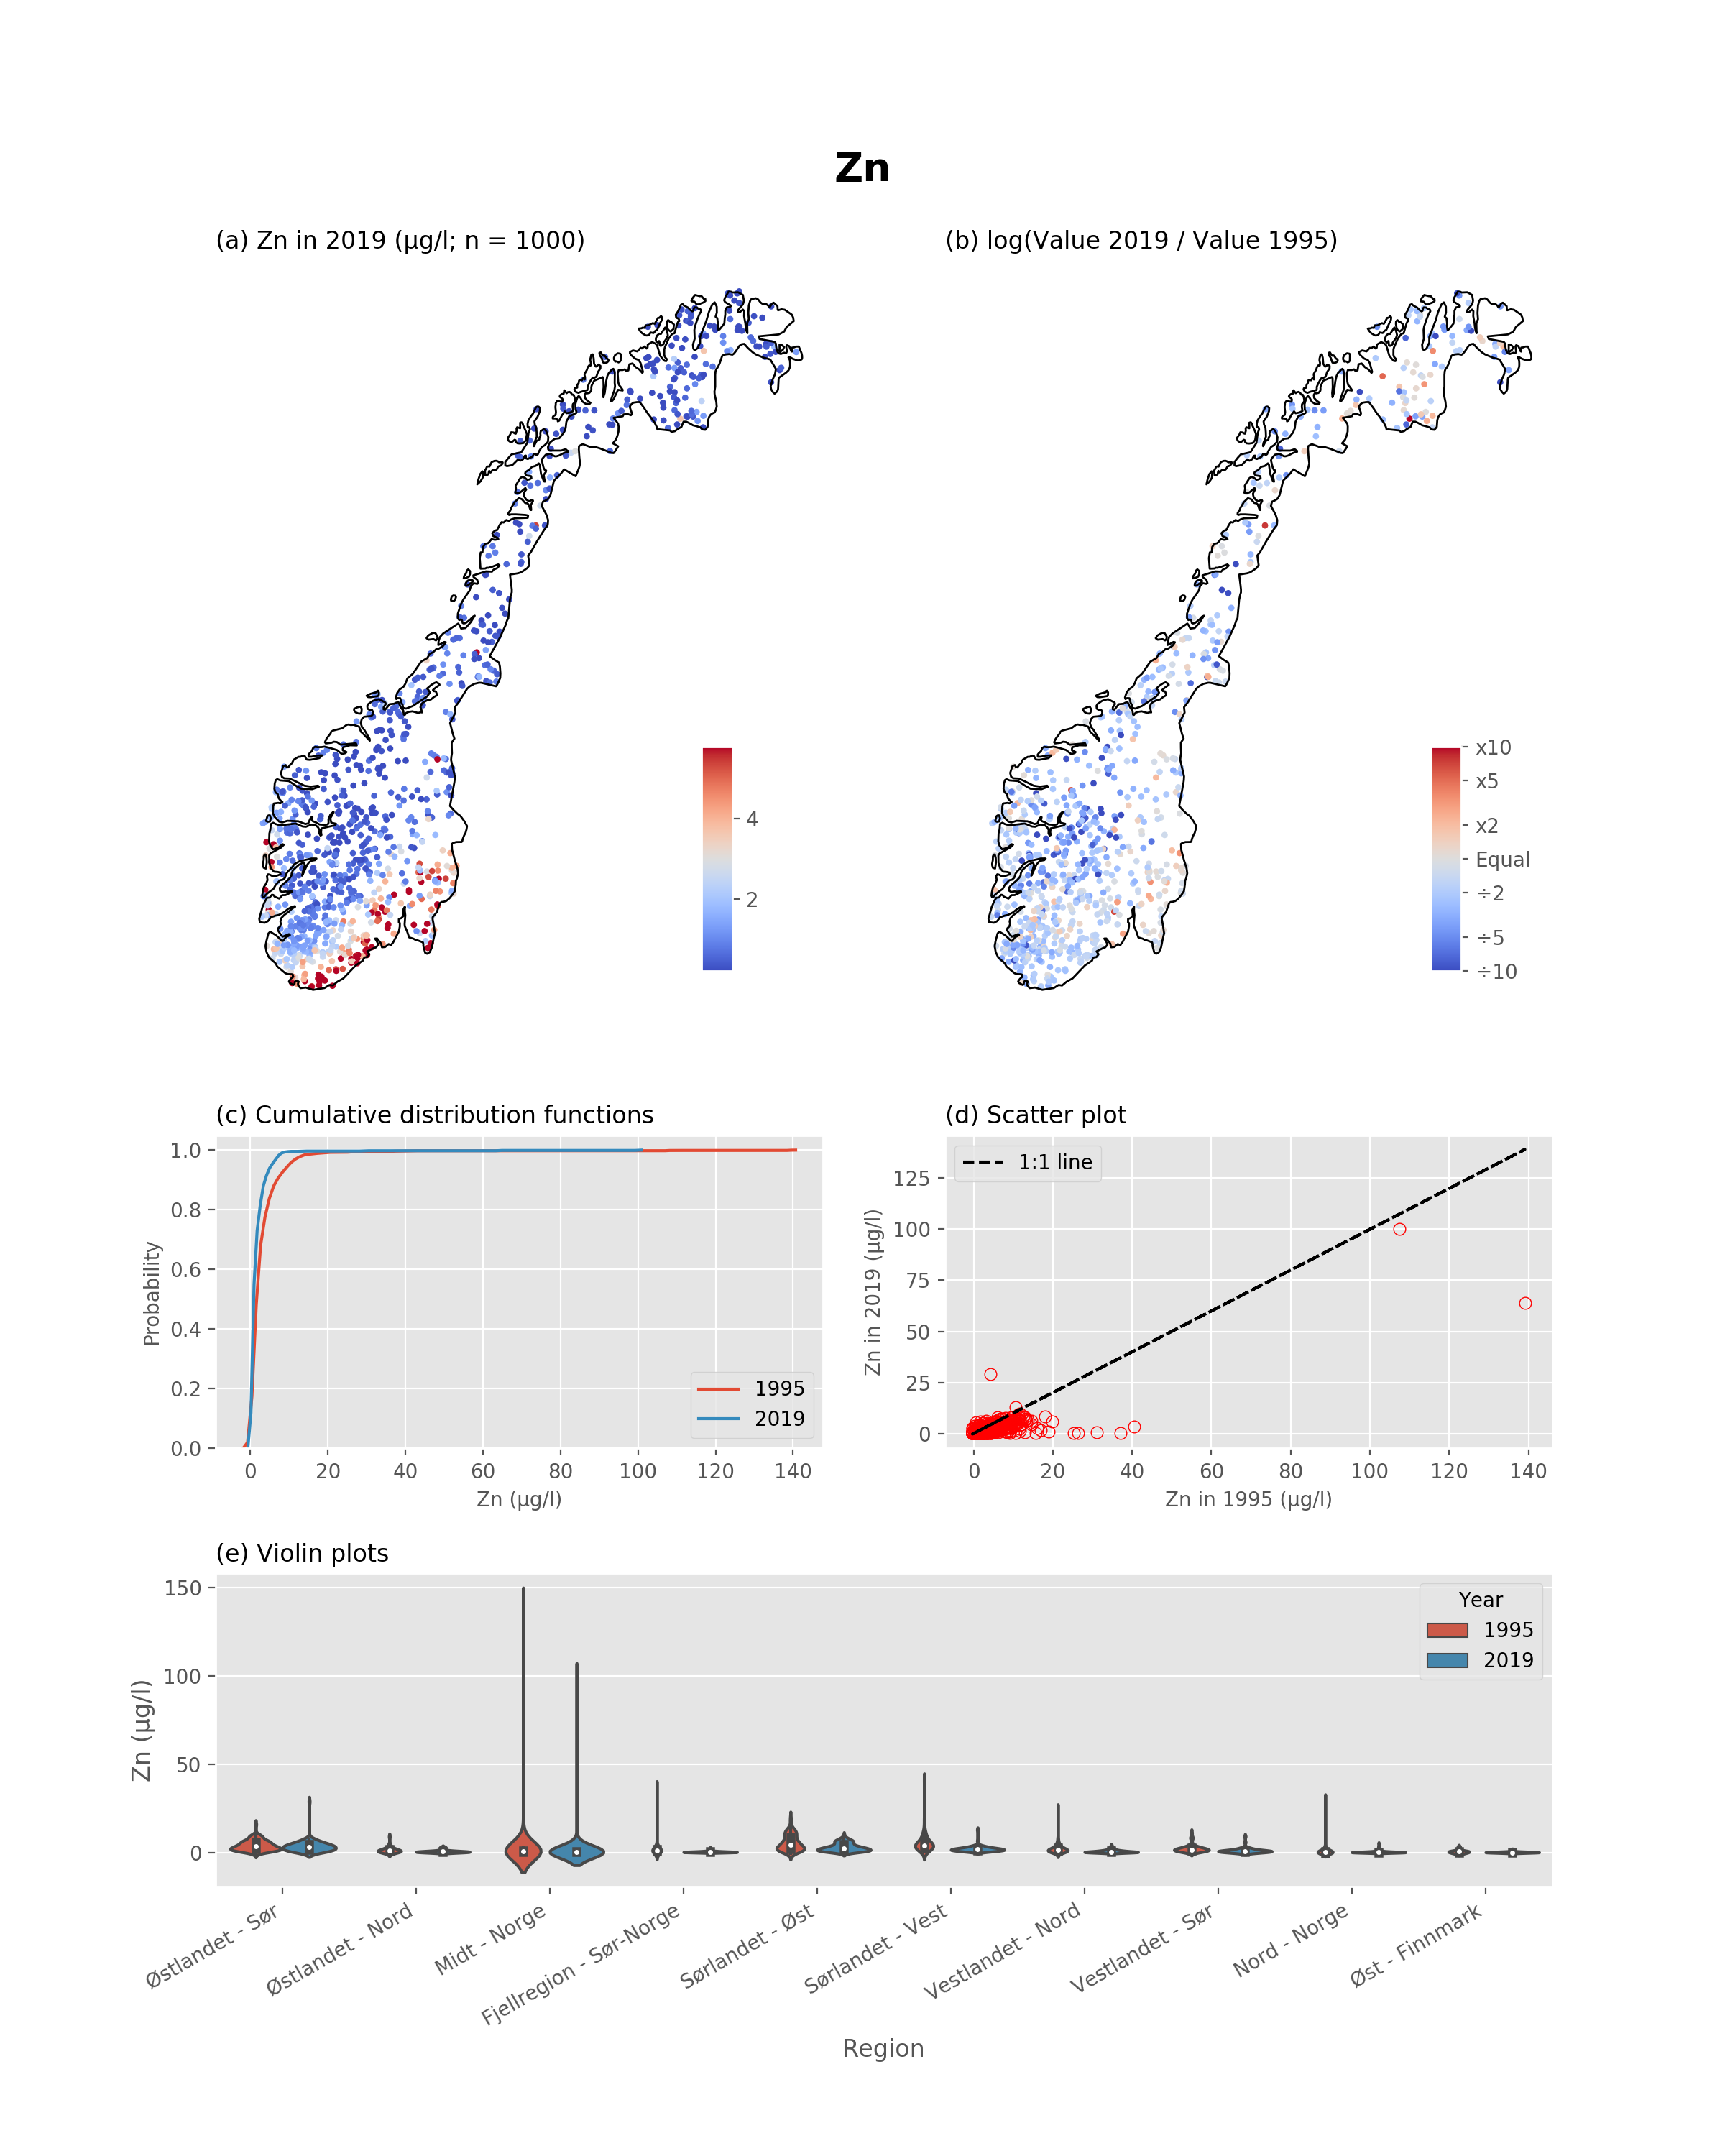 Zn
(a) Zn in 2019 (µg/l; n = 1000)
4
2
(b) log(Value 2019 / Value 1995)
x10
x5
x2
Equal
÷2
÷5
÷10
(c) Cumulative distribution functions
1.0
0.8
0.6
0.4
0.2
0.0
Probability
0 20 40 60 80 100 120 140
Zn (µg/l)
1995
2019
(d) Scatter plot
1:1 line
125
100
75
50
25
0
Zn in 2019 (µg/l)
0 20 40 60 80 100 120 140
Zn in 1995 (µg/l)
(e) Violin plots
150
100
50
0
Zn (µg/l)
Year
1995
2019
Østlandet - Sør
Østlandet - Nord
Midt - Norge
Fjellregion - Sør-Norge
Sørlandet - Øst
Sørlandet - Vest
Vestlandet - Nord
Vestlandet - Sør
Nord - Norge
Øst - Finnmark
Region